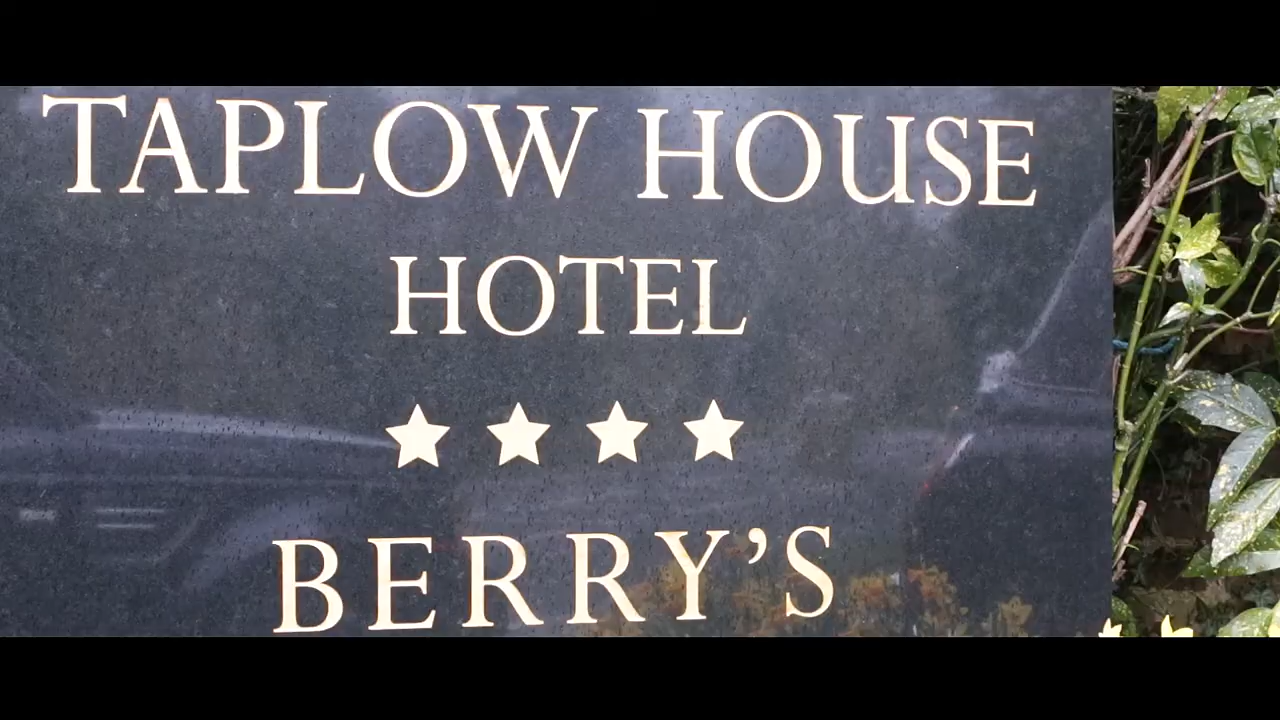 TAPLOW HOUSE
HOTEL
★ ★ ★ ★
BERRY'S